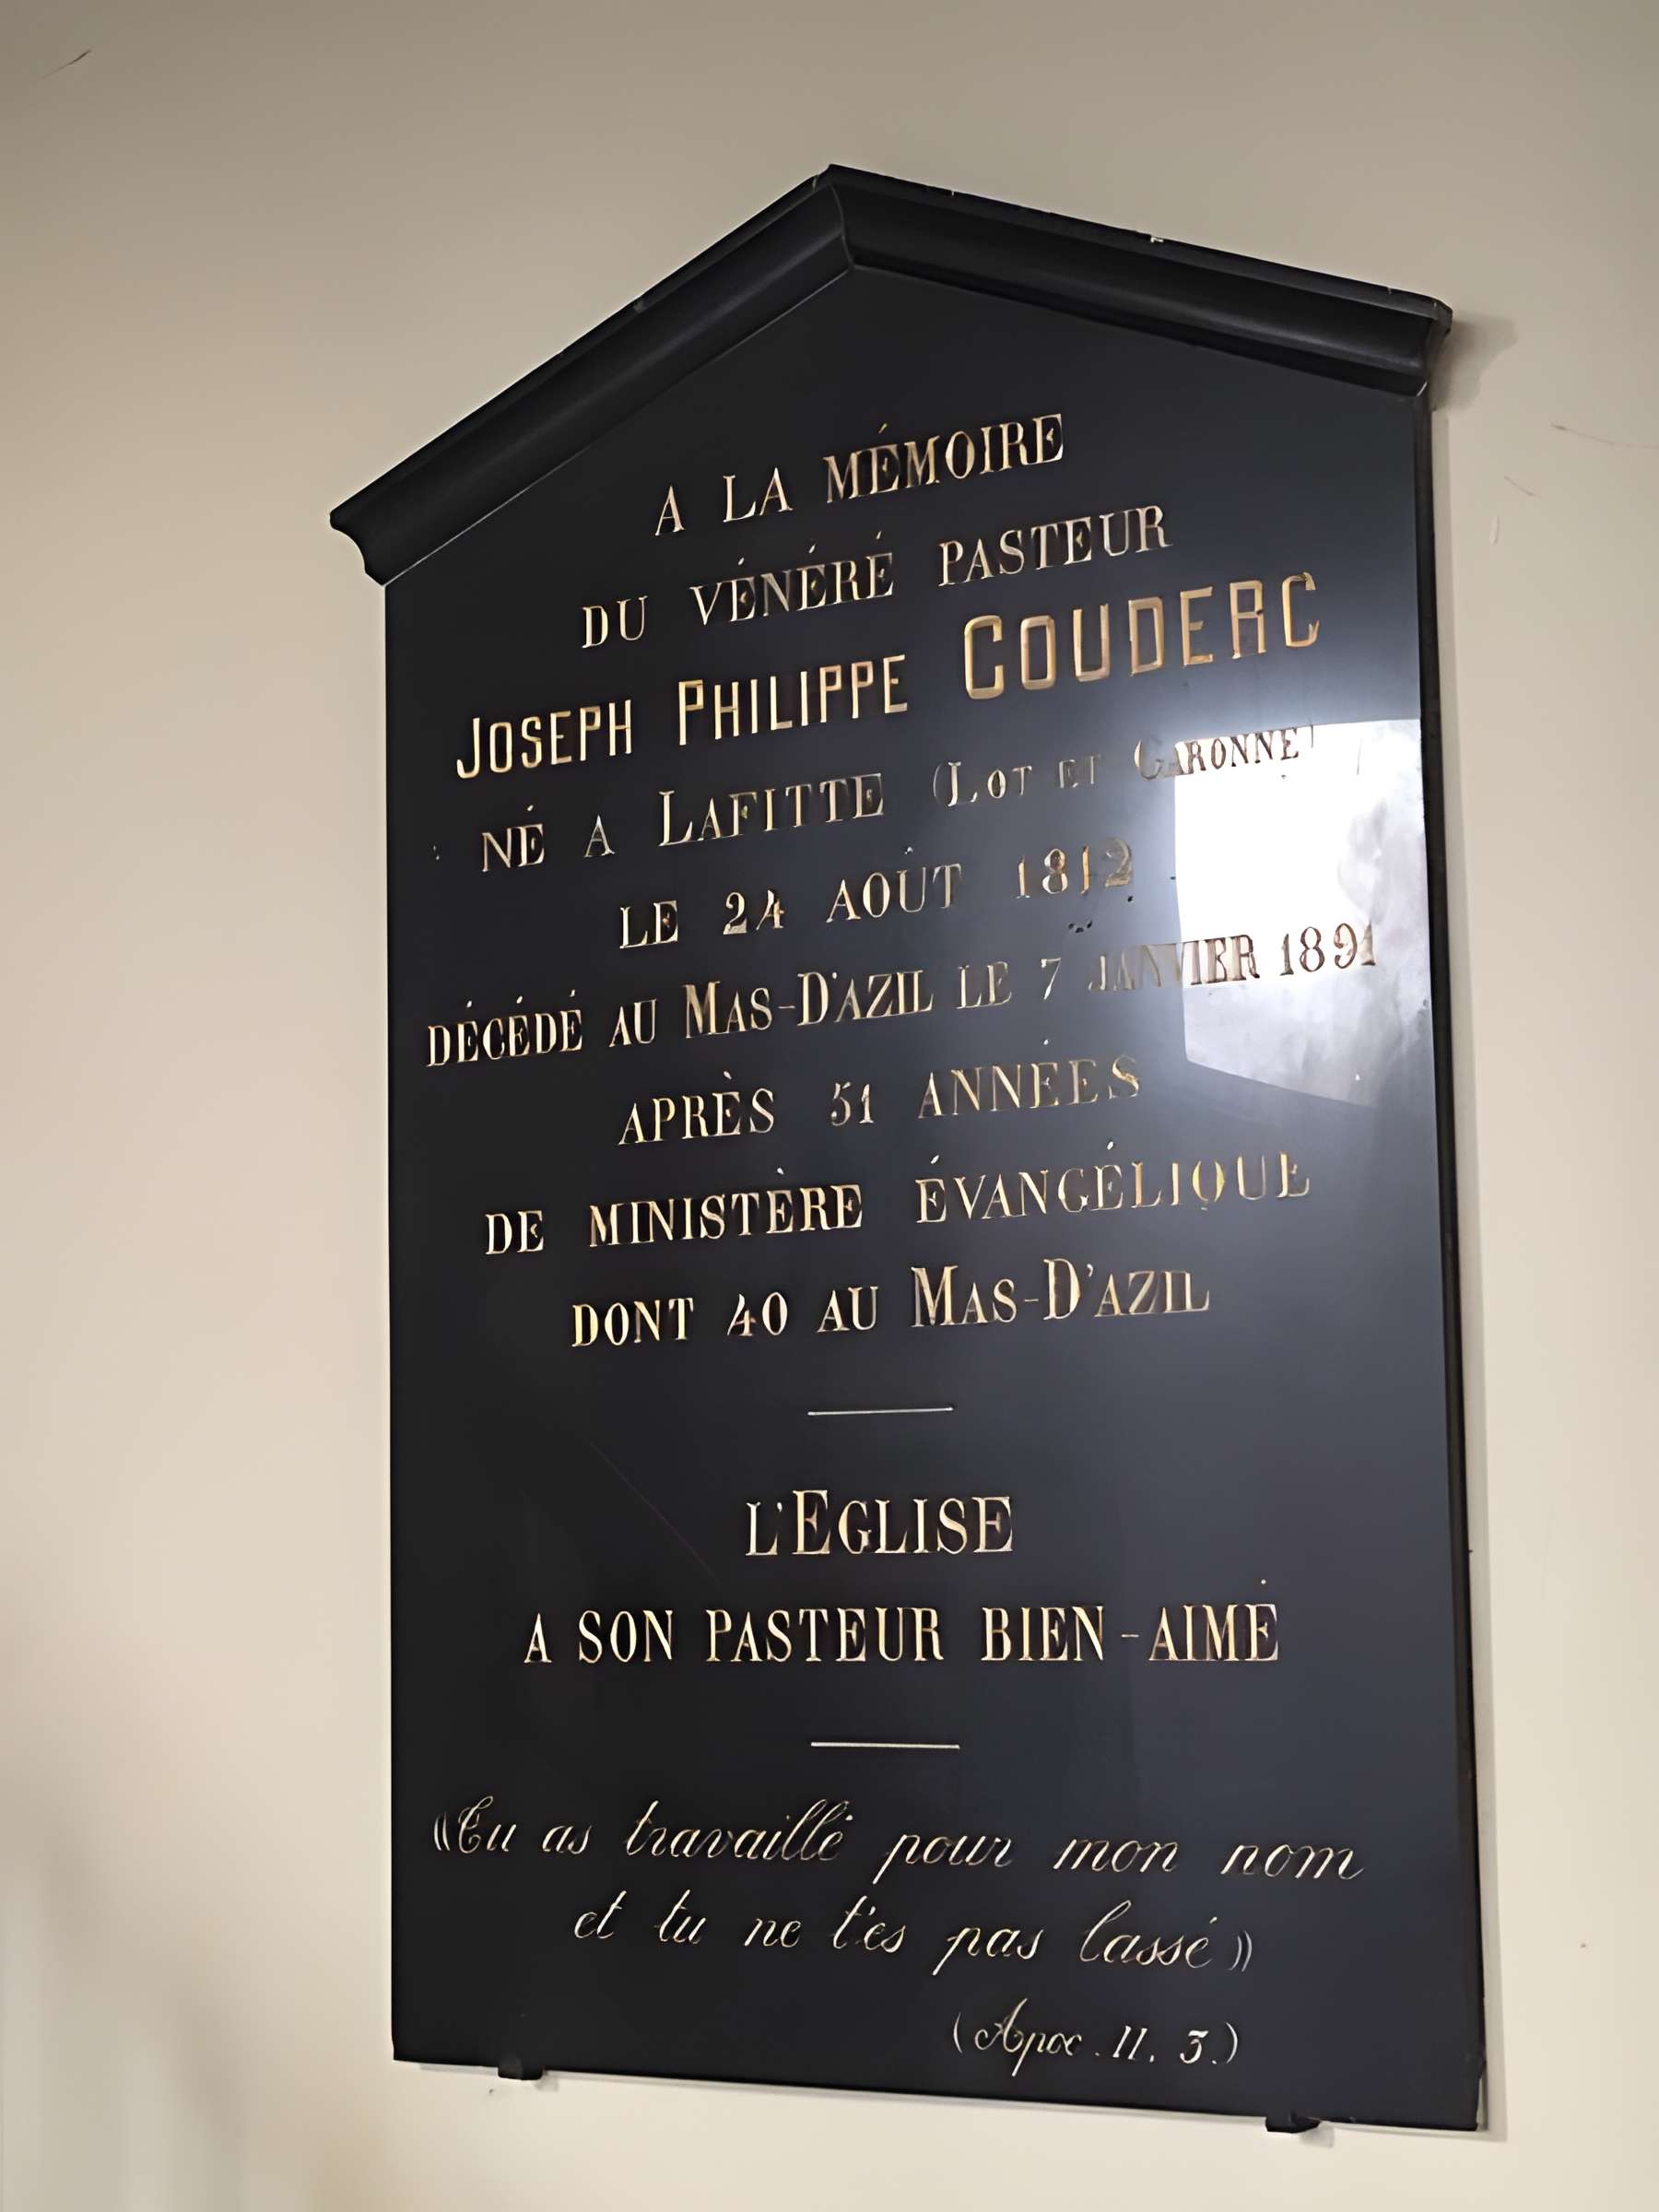 A LA MÉMOIRE
DU VÉNÉRÉ PASTEUR
JOSEPH PHILIPPE COUDERC
NÉ A LAFITTE (LOT ET GARONNE)
LE 24 AOÛT 1812
DÉCÉDÉ AU MAS-D'AZIL LE 7 JANVIER 1891
APRÈS 51 ANNÉES
DE MINISTÈRE ÉVANGÉLIQUE
DONT 40 AU MAS-D'AZIL
L'EGLISE
A SON PASTEUR BIEN-AIMÉ
«Tu as travaillé pour mon nom
et tu ne t'es pas lassé»
(Apoc. II. 3.)